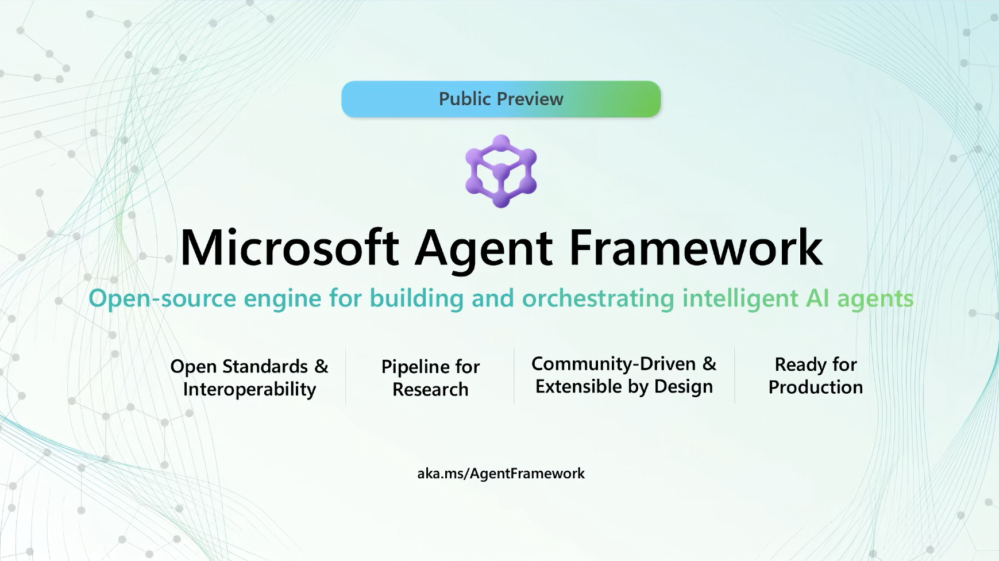 Public Preview
Microsoft Agent Framework
Open-source engine for building and orchestrating intelligent AI agents
Open Standards &
Interoperability
Pipeline for
Research
Community-Driven &
Extensible by Design
Ready for
Production
aka.ms/AgentFramework